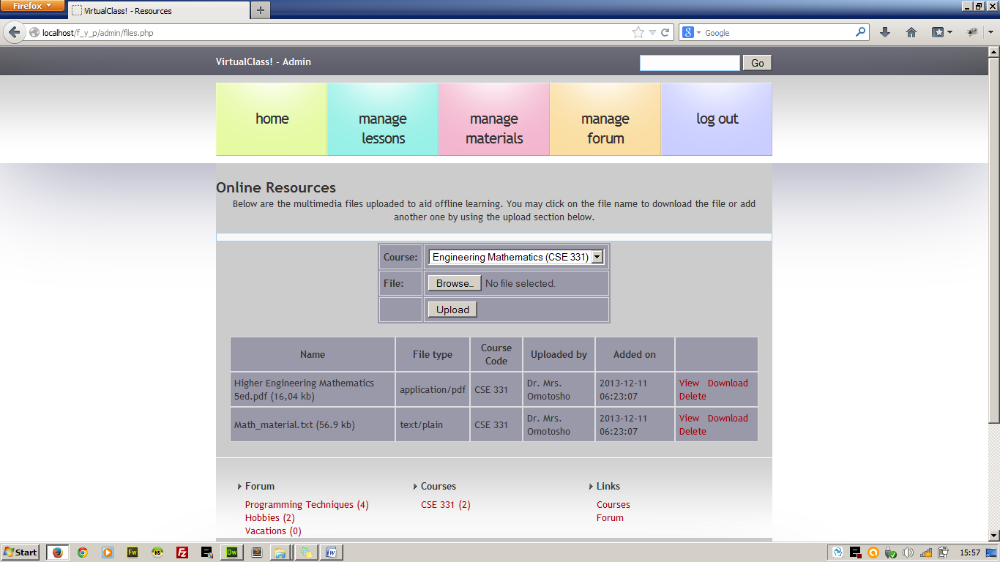 Firefox
VirtualClass! - Resources
localhost/f_y_p/admin/files.php
Google
VirtualClass! - Admin
Go
home
manage
lessons
manage
materials
manage
forum
log out
Online Resources
Below are the multimedia files uploaded to aid offline learning. You may click on the file name to download the file or add
another one by using the upload section below.
Course: Engineering Mathematics (CSE 331)
File: Browse... No file selected.
Upload
Name File type Course Code Uploaded by Added on
Higher Engineering Mathematics 5ed.pdf (16,04 kb) application/pdf CSE 331 Dr. Mrs. Omotosho 2013-12-11 06:23:07 View Download Delete
Math_material.txt (56.9 kb) text/plain CSE 331 Dr. Mrs. Omotosho 2013-12-11 06:23:07 View Download Delete
Forum
Programming Techniques (4)
Hobbies (2)
Vacations (0)
Courses
CSE 331 (2)
Links
Courses
Forum
Start
Fw
Fz
Dw
W
15:57